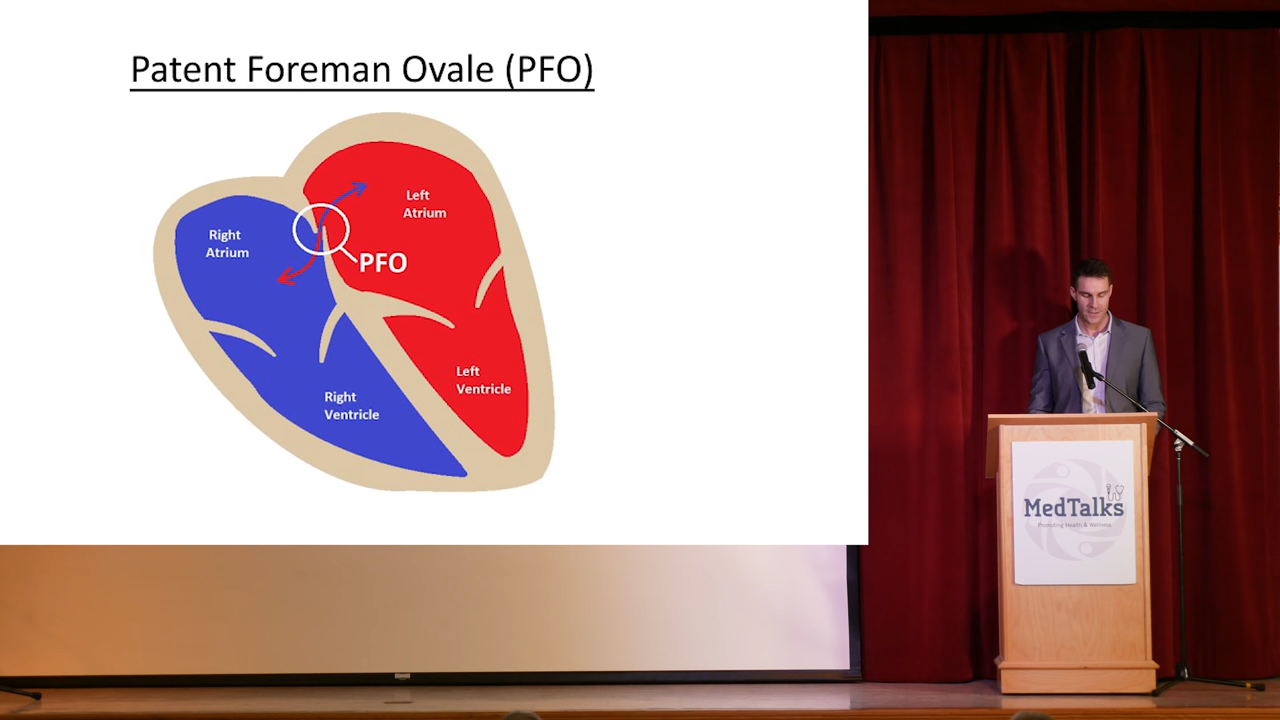 Patent Foreman Ovale (PFO)
Left
Atrium
Right
Atrium
PFO
Left
Ventricle
Right
Ventricle
MedTalks
Promoting Health & Wellness